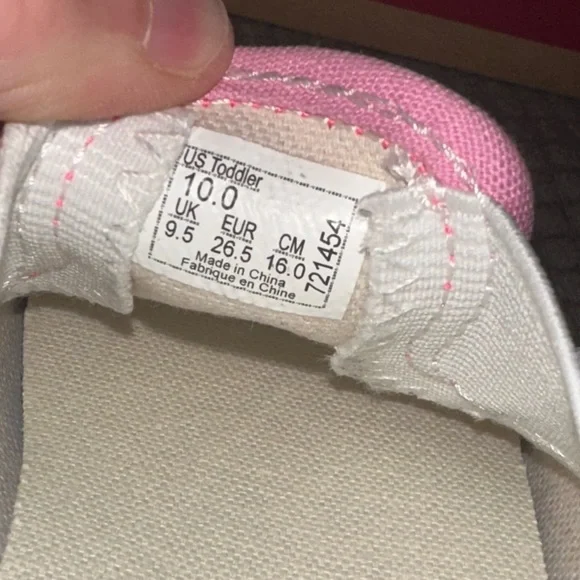 US Toddler
10.0
UK EUR CM
9.5 26.5 16.0
Made in China
Fabrique en Chine
721454